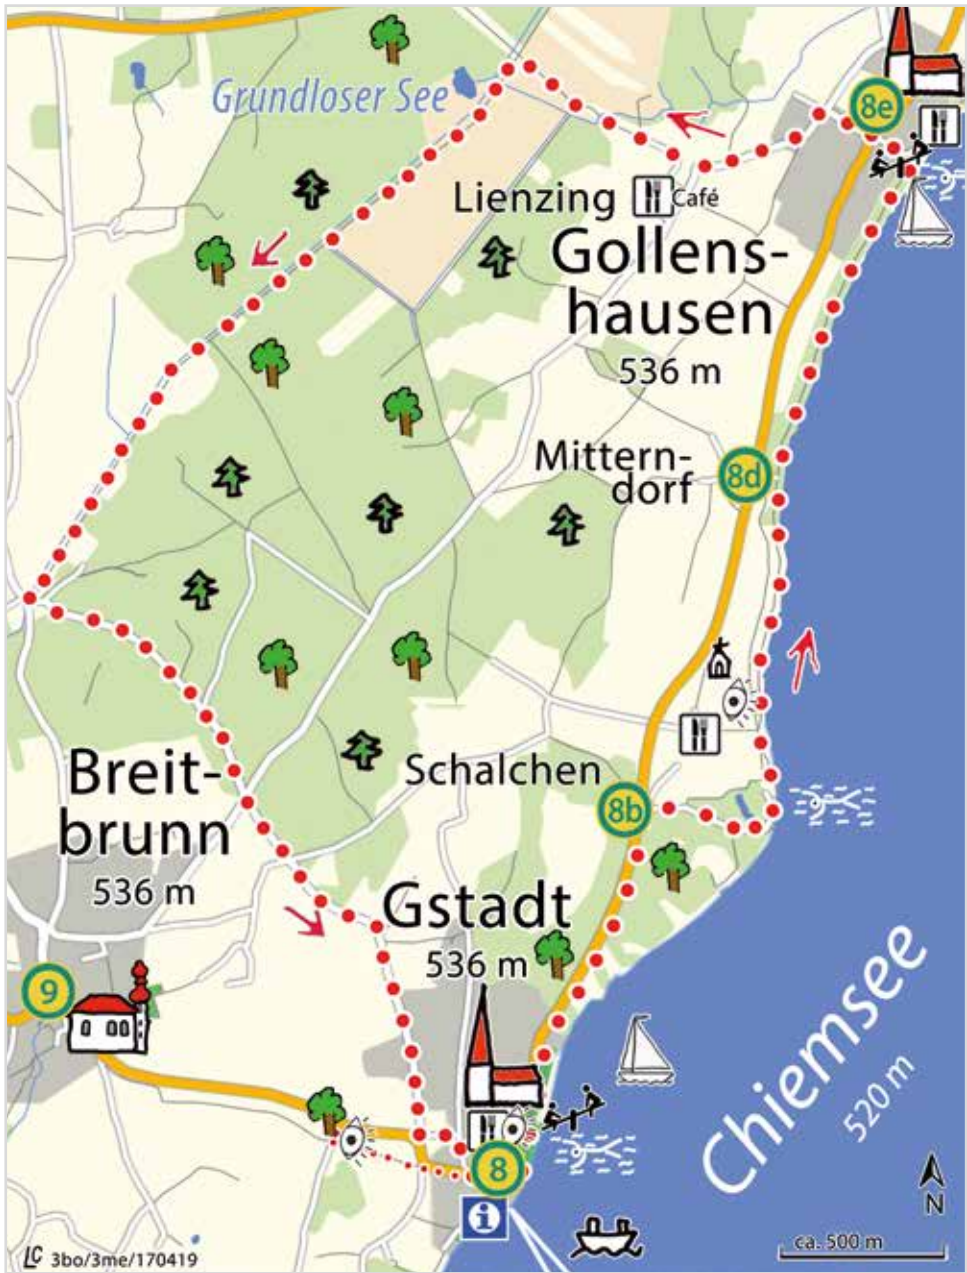 Grundloser See
8e
Lienzing
Café
Gollens-
hausen
536 m
Mittern-
dorf
8d
Schalchen
8b
Breit-
brunn
536 m
Gstadt
536 m
9
Chiemsee
520 m
8
i
N
ca. 500 m
LC 3bo/3me/170419